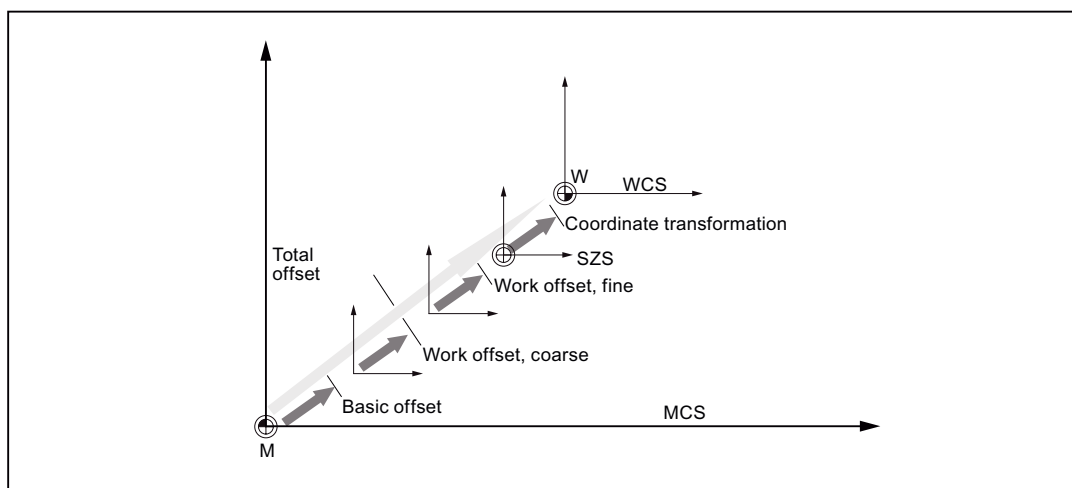 W
WCS
Coordinate transformation
Total
offset
SZS
Work offset, fine
Work offset, coarse
Basic offset
MCS
M